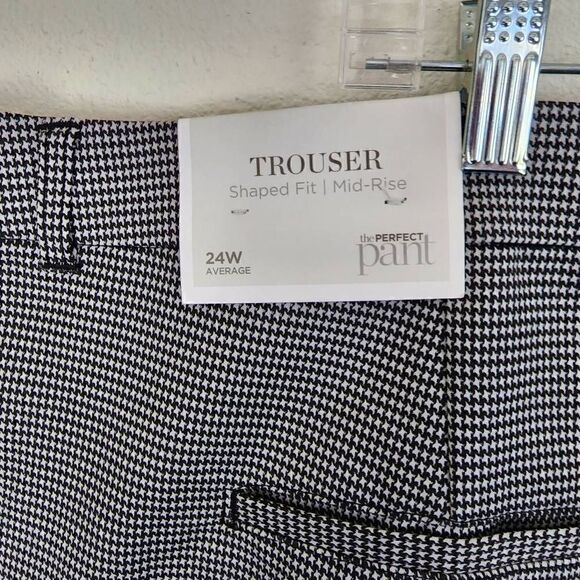 TROUSER
Shaped Fit | Mid-Rise
24W
AVERAGE
the PERFECT
pant